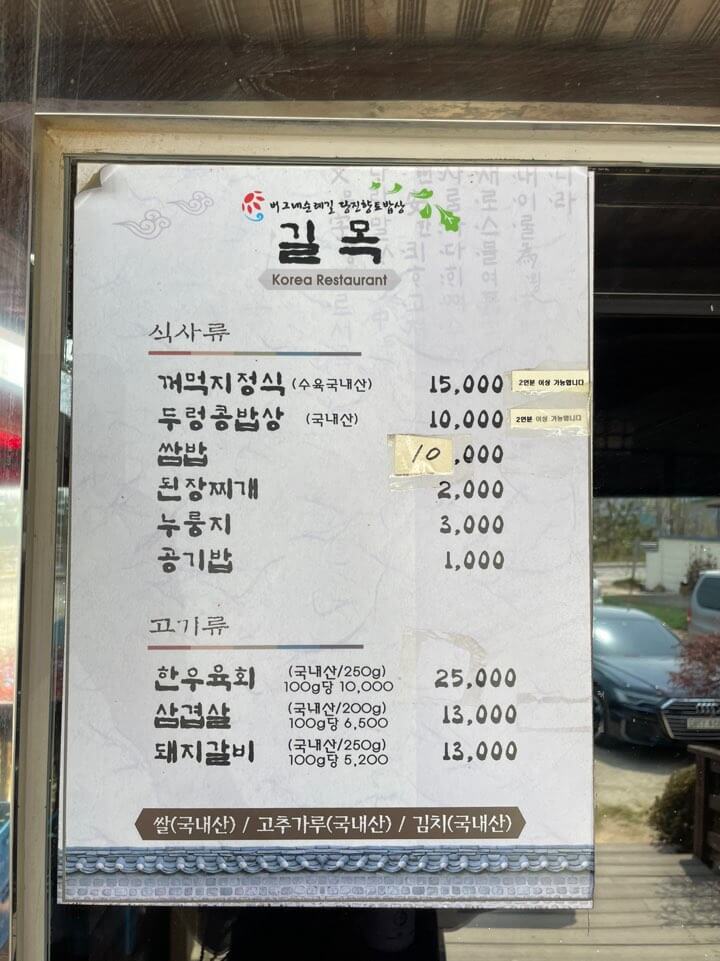 버그내순례길 당진향토밥상
길목
Korea Restaurant
식사류
꺼먹지정식 (수육국내산) 15,000 2인분 이상 가능합니다
두렁콩밥상 (국내산) 10,000 2인분 이상 가능합니다
쌈밥 10,000
된장찌개 2,000
누룽지 3,000
공기밥 1,000
고기류
한우육회 (국내산/250g) 100g당 10,000 25,000
삼겹살 (국내산/200g) 100g당 6,500 13,000
돼지갈비 (국내산/250g) 100g당 5,200 13,000
쌀(국내산) / 고추가루(국내산) / 김치(국내산)